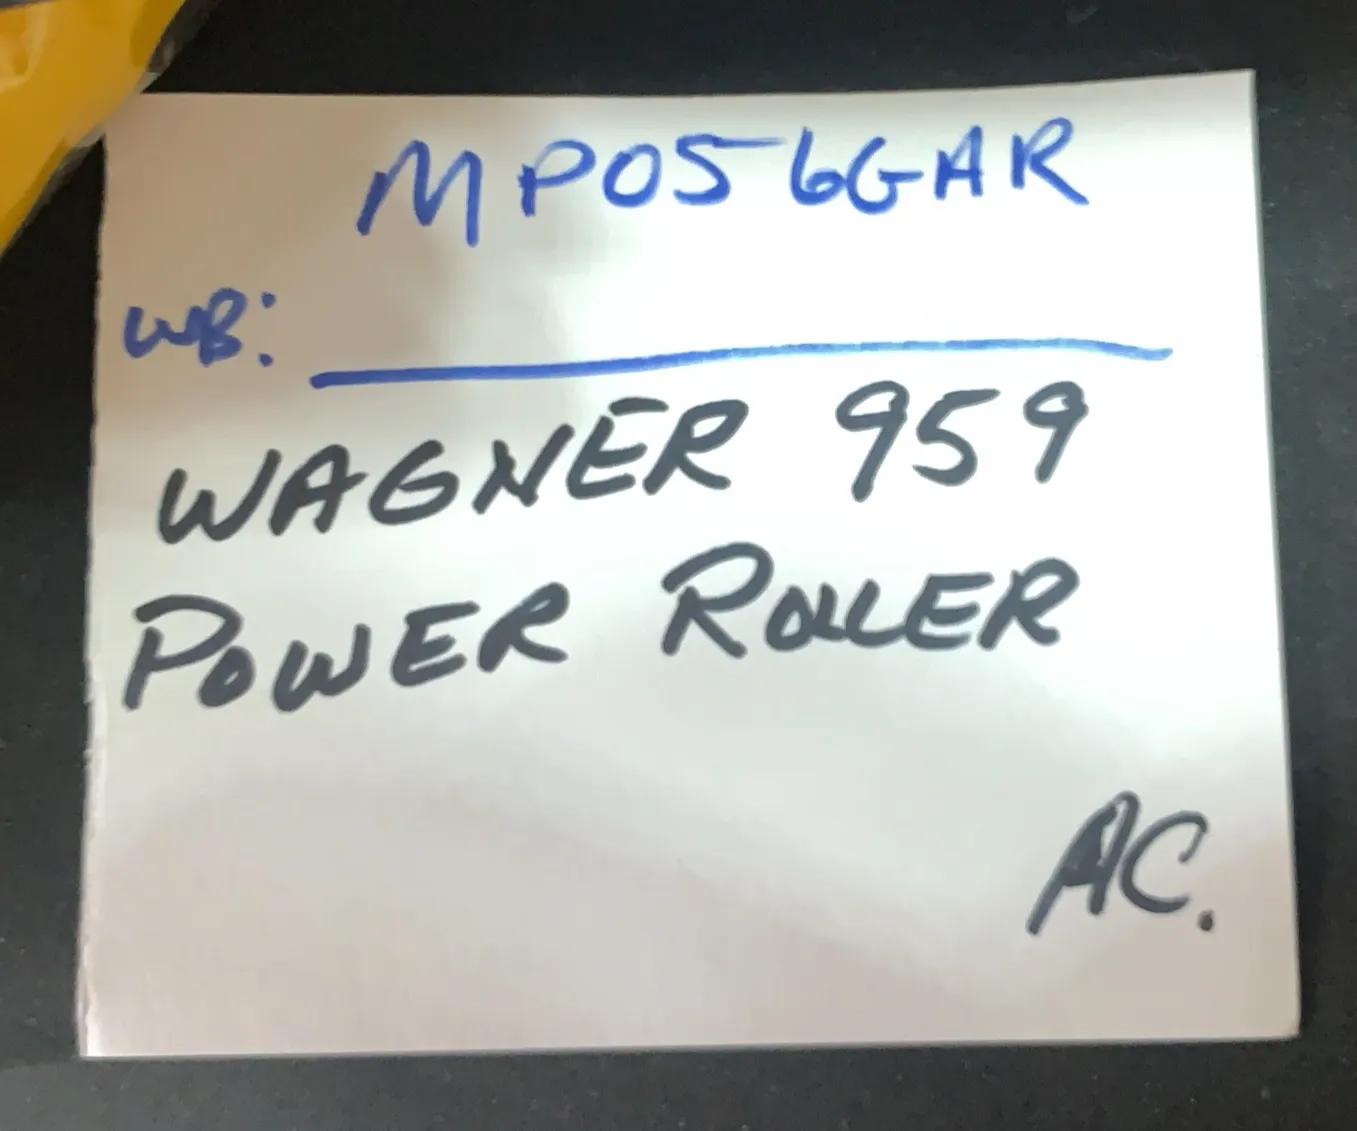 MP056GAR
WB:
WAGNER 959
POWER ROLLER
AC.